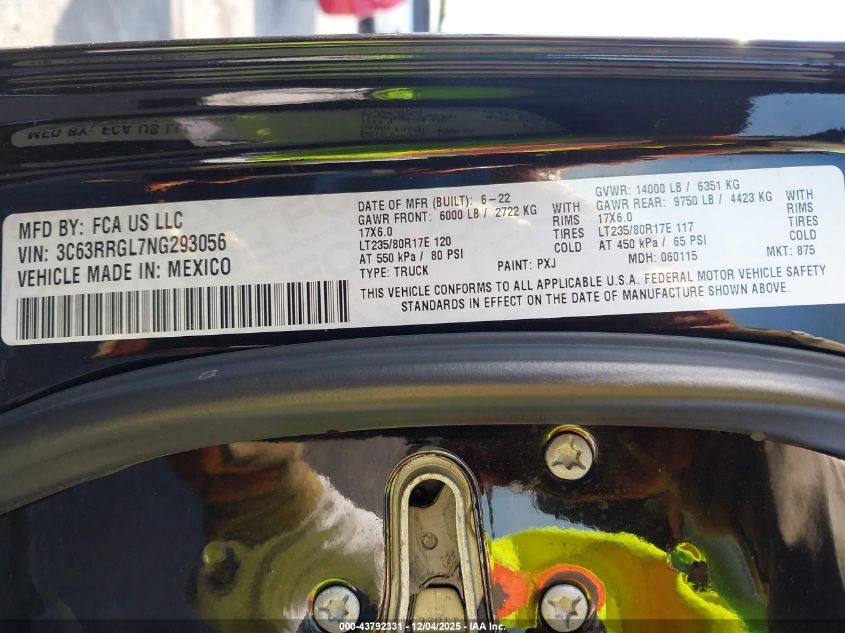 MFD BY: FCA US LLC
VIN: 3C63RRGL7NG293056
VEHICLE MADE IN: MEXICO
DATE OF MFR (BUILT): 6-22
GAWR FRONT: 6000 LB / 2722 KG WITH
17X6.0 RIMS
LT235/80R17E 120 COLD
AT 550 kPa / 80 PSI
TYPE: TRUCK PAINT: PXJ
GVWR: 14000 LB / 6351 KG
GAWR REAR: 9750 LB / 4423 KG WITH
17X6.0 RIMS
LT235/80R17E 117 COLD
AT 450 kPa / 65 PSI
MDH: 060115 MKT: 875
THIS VEHICLE CONFORMS TO ALL APPLICABLE U.S.A. FEDERAL MOTOR VEHICLE SAFETY
STANDARDS IN EFFECT ON THE DATE OF MANUFACTURE SHOWN ABOVE.
000-43792331 - 12/04/2025 - IAA Inc.